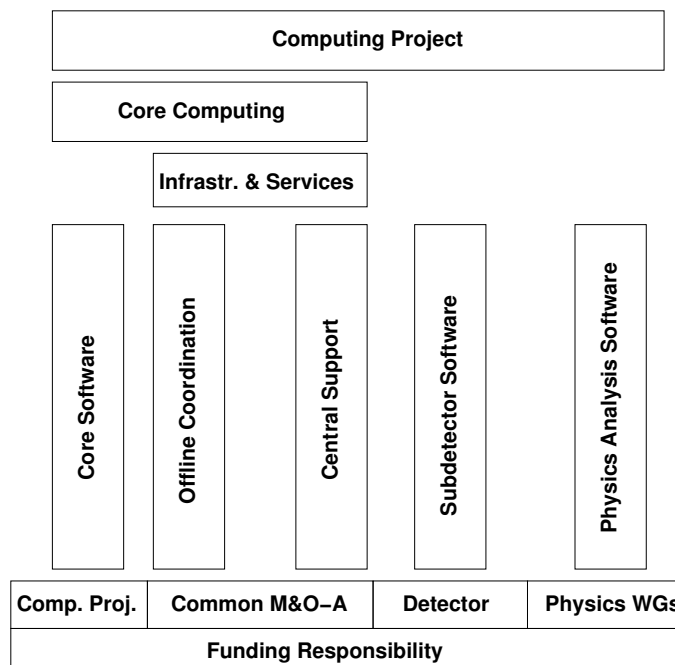 Computing Project
Core Computing
Infrastr. & Services
Core Software
Offline Coordination
Central Support
Subdetector Software
Physics Analysis Software
Comp. Proj.
Common M&O−A
Detector
Physics WGs
Funding Responsibility